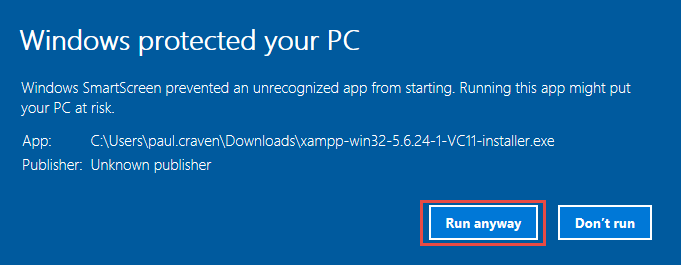 Windows protected your PC
Windows SmartScreen prevented an unrecognized app from starting. Running this app might put
your PC at risk.
App: C:\Users\paul.craven\Downloads\xampp-win32-5.6.24-1-VC11-installer.exe
Publisher: Unknown publisher
Run anyway Don't run